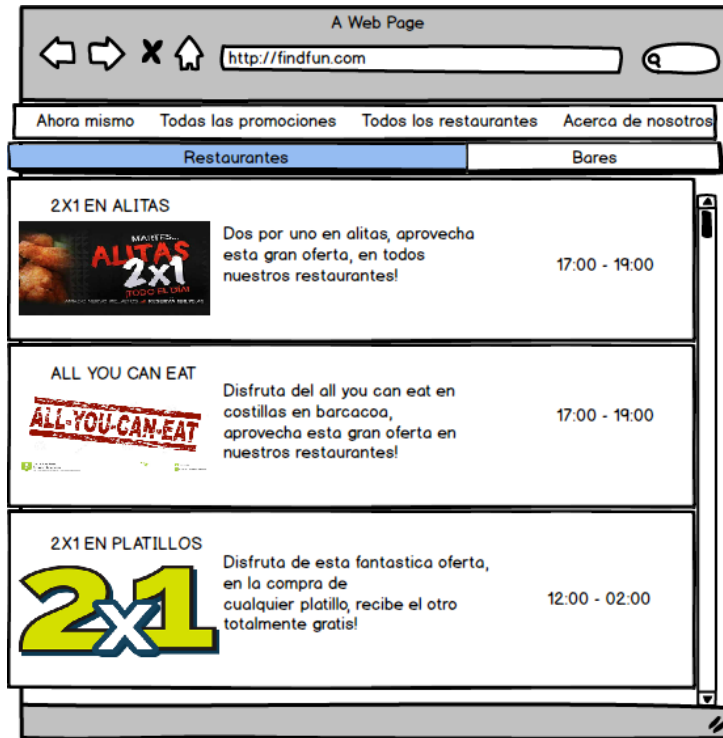 A Web Page
http://findfun.com
Ahora mismo Todas las promociones Todos los restaurantes Acerca de nosotros
Restaurantes Bares
2X1 EN ALITAS
MARTES...
ALITAS
2x1
¡TODO EL DÍA!
Dos por uno en alitas, aprovecha
esta gran oferta, en todos
nuestros restaurantes!
17:00 - 19:00
ALL YOU CAN EAT
ALL-YOU-CAN-EAT
Disfruta del all you can eat en
costillas en barcacoa,
aprovecha esta gran oferta en
nuestros restaurantes!
17:00 - 19:00
2X1 EN PLATILLOS
2x1
Disfruta de esta fantastica oferta,
en la compra de
cualquier platillo, recibe el otro
totalmente gratis!
12:00 - 02:00